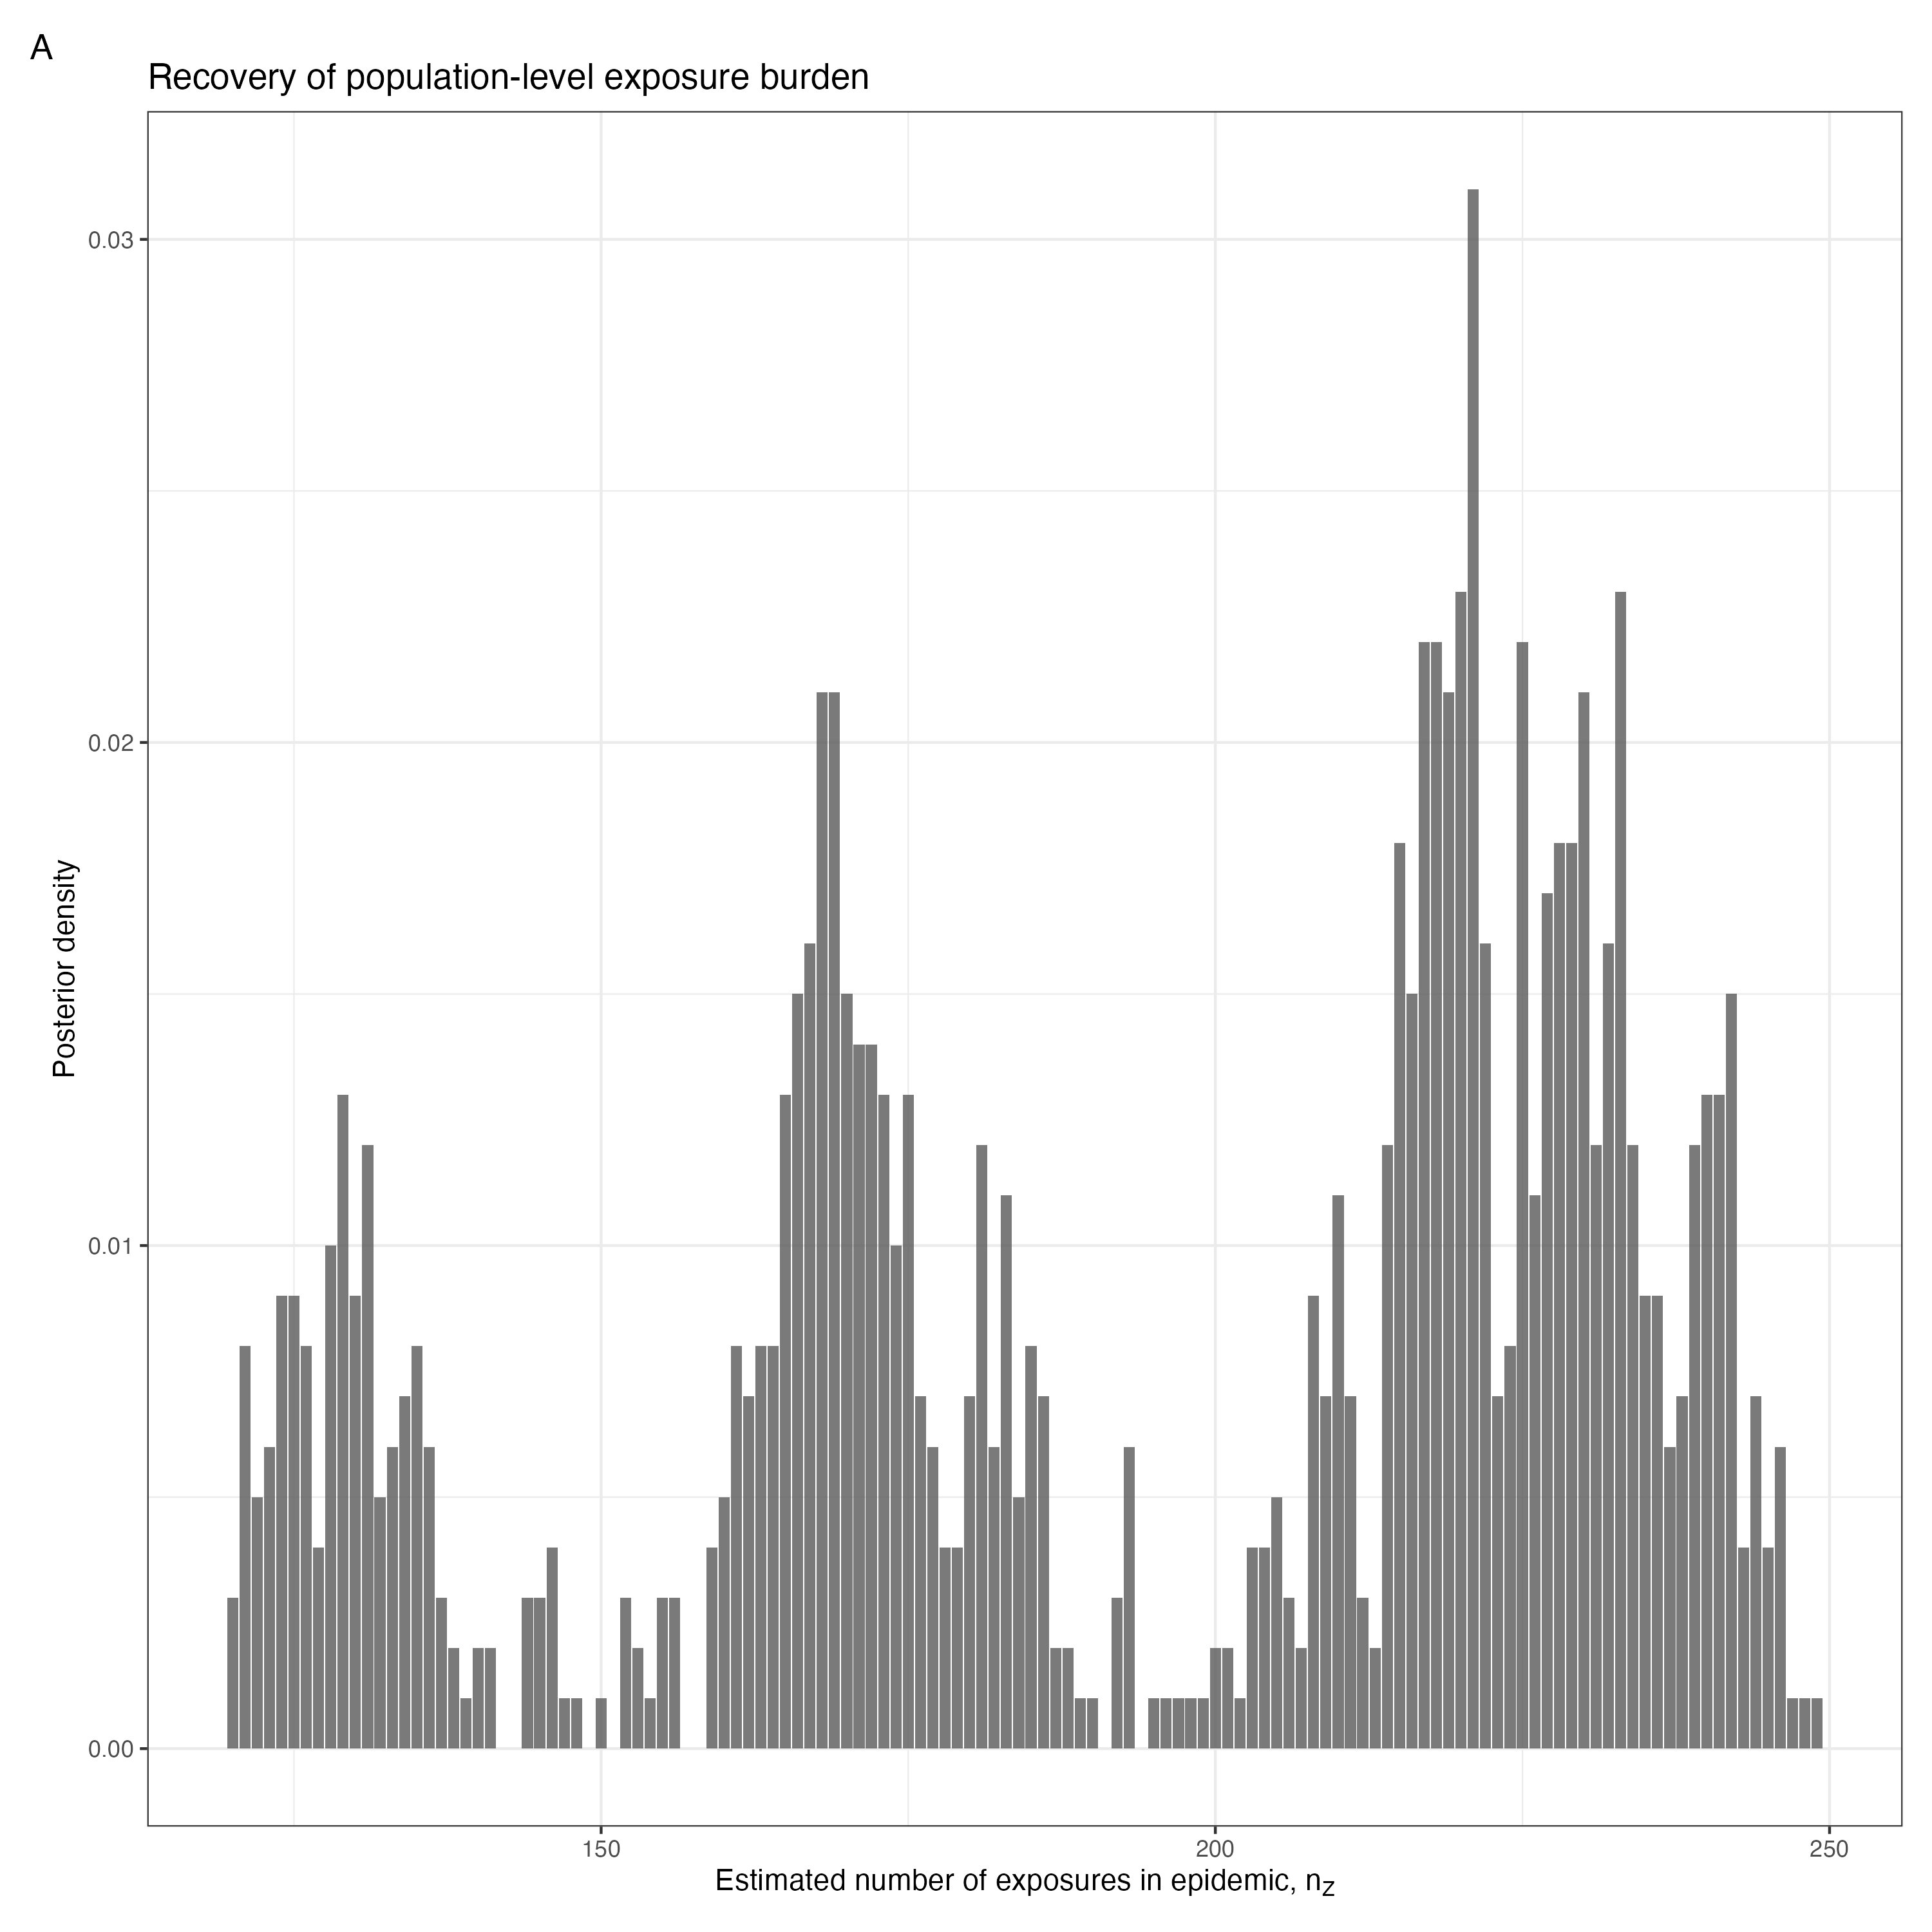 A
Recovery of population-level exposure burden
0.03
0.02
0.01
0.00
Posterior density
150
200
250
Estimated number of exposures in epidemic, nZ